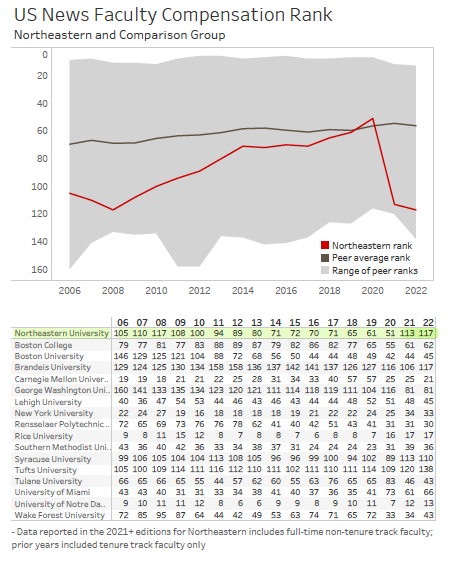 US News Faculty Compensation Rank
Northeastern and Comparison Group
0
20
40
60
80
100
120
140
160
Northeastern rank
Peer average rank
Range of peer ranks
2006 2008 2010 2012 2014 2016 2018 2020 2022
06 07 08 09 10 11 12 13 14 15 16 17 18 19 20 21 22
Northeastern University 105 110 117 108 100 94 89 80 71 72 70 71 65 61 51 113 117
Boston College 79 77 81 77 83 88 89 87 79 82 86 82 77 65 55 61 62
Boston University 146 129 125 121 104 88 72 68 56 50 44 44 48 49 42 44 45
Brandeis University 129 124 125 130 134 158 158 136 137 142 141 137 126 127 116 106 117
Carnegie Mellon Univer.. 19 19 18 21 21 22 25 28 31 34 33 40 57 57 25 25 21
George Washington Uni.. 160 141 133 135 134 123 120 117 111 114 118 119 111 104 116 81 81
Lehigh University 40 36 47 54 53 44 46 43 46 43 44 44 48 52 51 48 45
New York University 22 24 27 19 16 18 18 18 18 19 21 22 22 24 25 34 33
Rensselaer Polytechnic .. 72 65 69 73 76 76 78 62 41 40 42 51 43 41 31 31 30
Rice University 9 8 11 15 12 8 7 8 8 7 6 8 8 7 16 17 17
Southern Methodist Uni.. 43 36 40 42 36 33 34 38 37 31 24 24 24 23 31 39 36
Syracuse University 99 106 105 104 104 113 108 105 96 96 99 100 94 102 89 113 110
Tufts University 105 100 109 114 111 116 112 110 111 102 111 110 110 114 109 120 138
Tulane University 66 65 66 65 55 44 57 62 60 55 63 76 65 65 83 46 43
University of Miami 43 43 40 31 31 33 34 38 41 40 37 36 35 41 73 61 66
University of Notre Da.. 9 10 11 11 12 8 6 6 9 9 8 9 10 11 7 12 13
Wake Forest University 72 85 95 87 64 44 42 49 53 63 74 71 65 72 33 34 43
- Data reported in the 2021+ editions for Northeastern includes full-time non-tenure track faculty;
prior years included tenure track faculty only